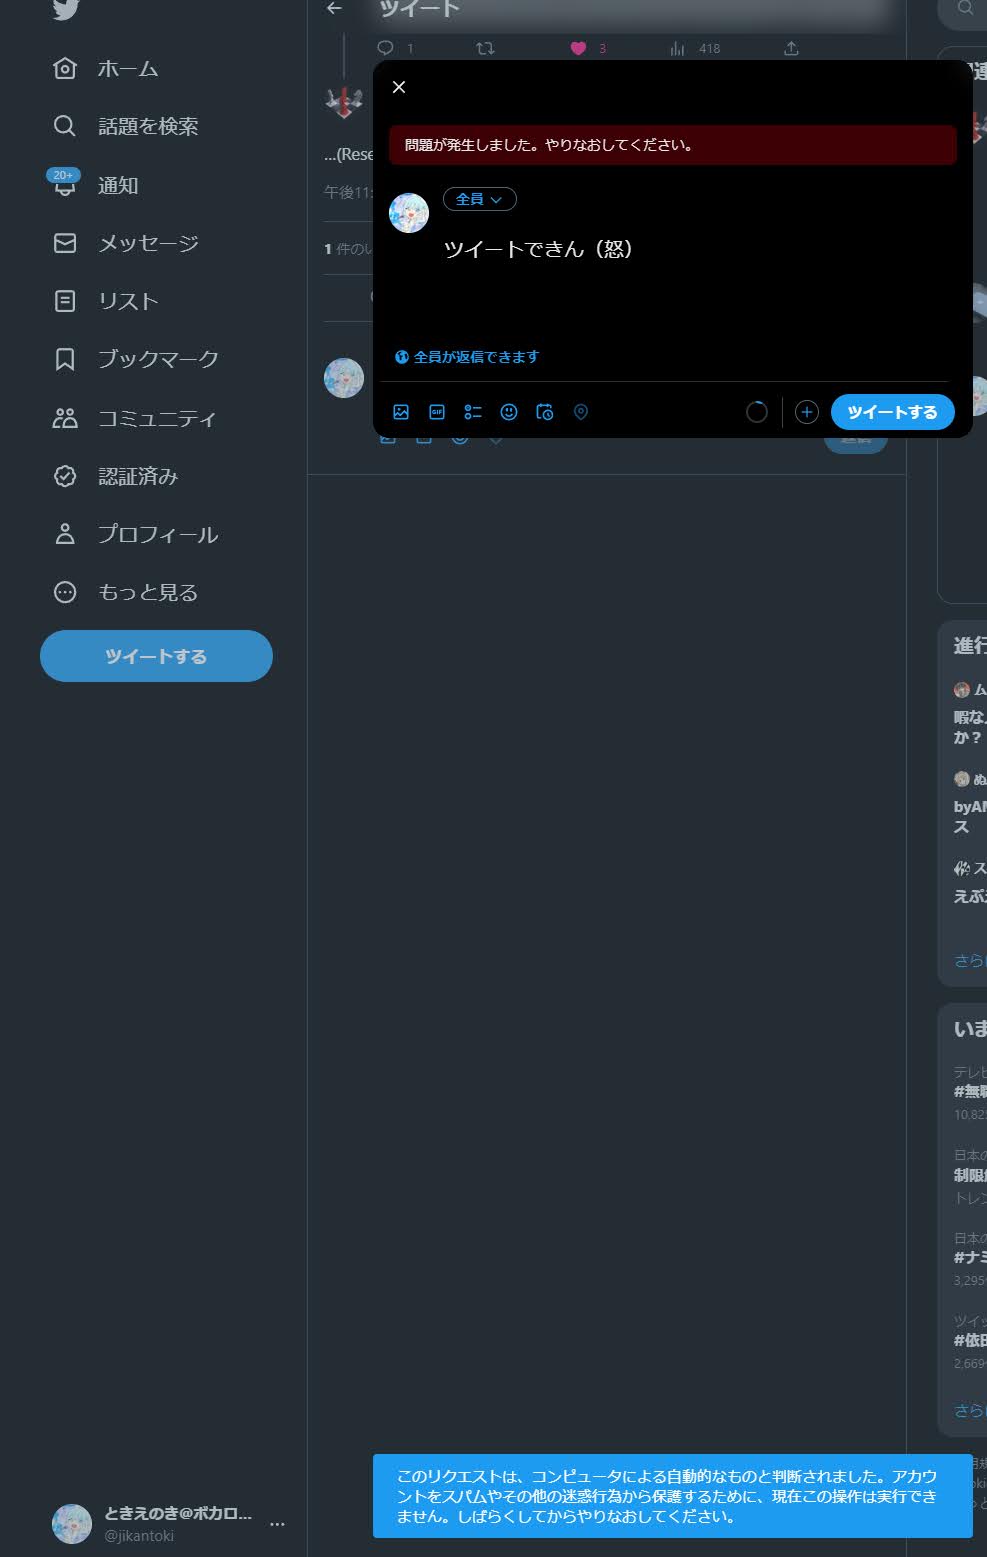 ツイート
ホーム
話題を検索
20+
通知
メッセージ
リスト
ブックマーク
コミュニティ
認証済み
プロフィール
もっと見る
ツイートする
ときえのき@ボカロ...
@jikantoki
1
3
418
...(Rese
午後11:
1 件のい
問題が発生しました。やりなおしてください。
全員
ツイートできん（怒）
全員が返信できます
GIF
ツイートする
返信
進行
暇な
か？
byAM
ス
えぷ
さら
いま
テレビ
#無職
10,82
日本の
制限
トレン
日本の
#ナミ
3,295
ツイッ
#依田
2,669
さら
このリクエストは、コンピュータによる自動的なものと判断されました。アカウ
ントをスパムやその他の迷惑行為から保護するために、現在この操作は実行でき
ません。しばらくしてからやりなおしてください。